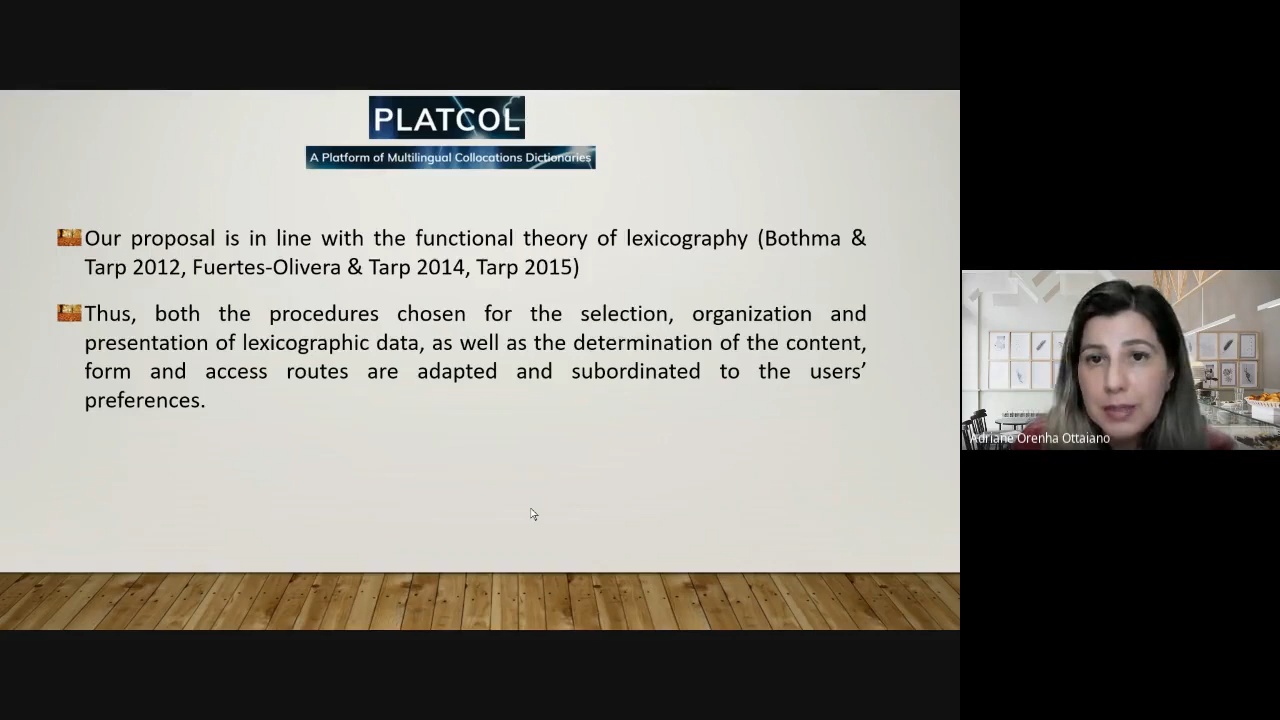 PLATCOL
A Platform of Multilingual Collocations Dictionaries
Our proposal is in line with the functional theory of lexicography (Bothma &
Tarp 2012, Fuertes-Olivera & Tarp 2014, Tarp 2015)
Thus, both the procedures chosen for the selection, organization and
presentation of lexicographic data, as well as the determination of the content,
form and access routes are adapted and subordinated to the users’
preferences.
Adriane Orenha Ottaiano